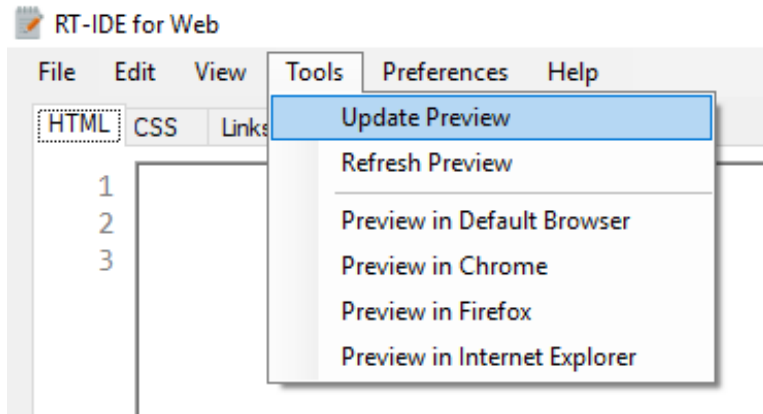 RT-IDE for Web
File Edit View Tools Preferences Help
HTML CSS Links
Update Preview
Refresh Preview
1
2
3
Preview in Default Browser
Preview in Chrome
Preview in Firefox
Preview in Internet Explorer